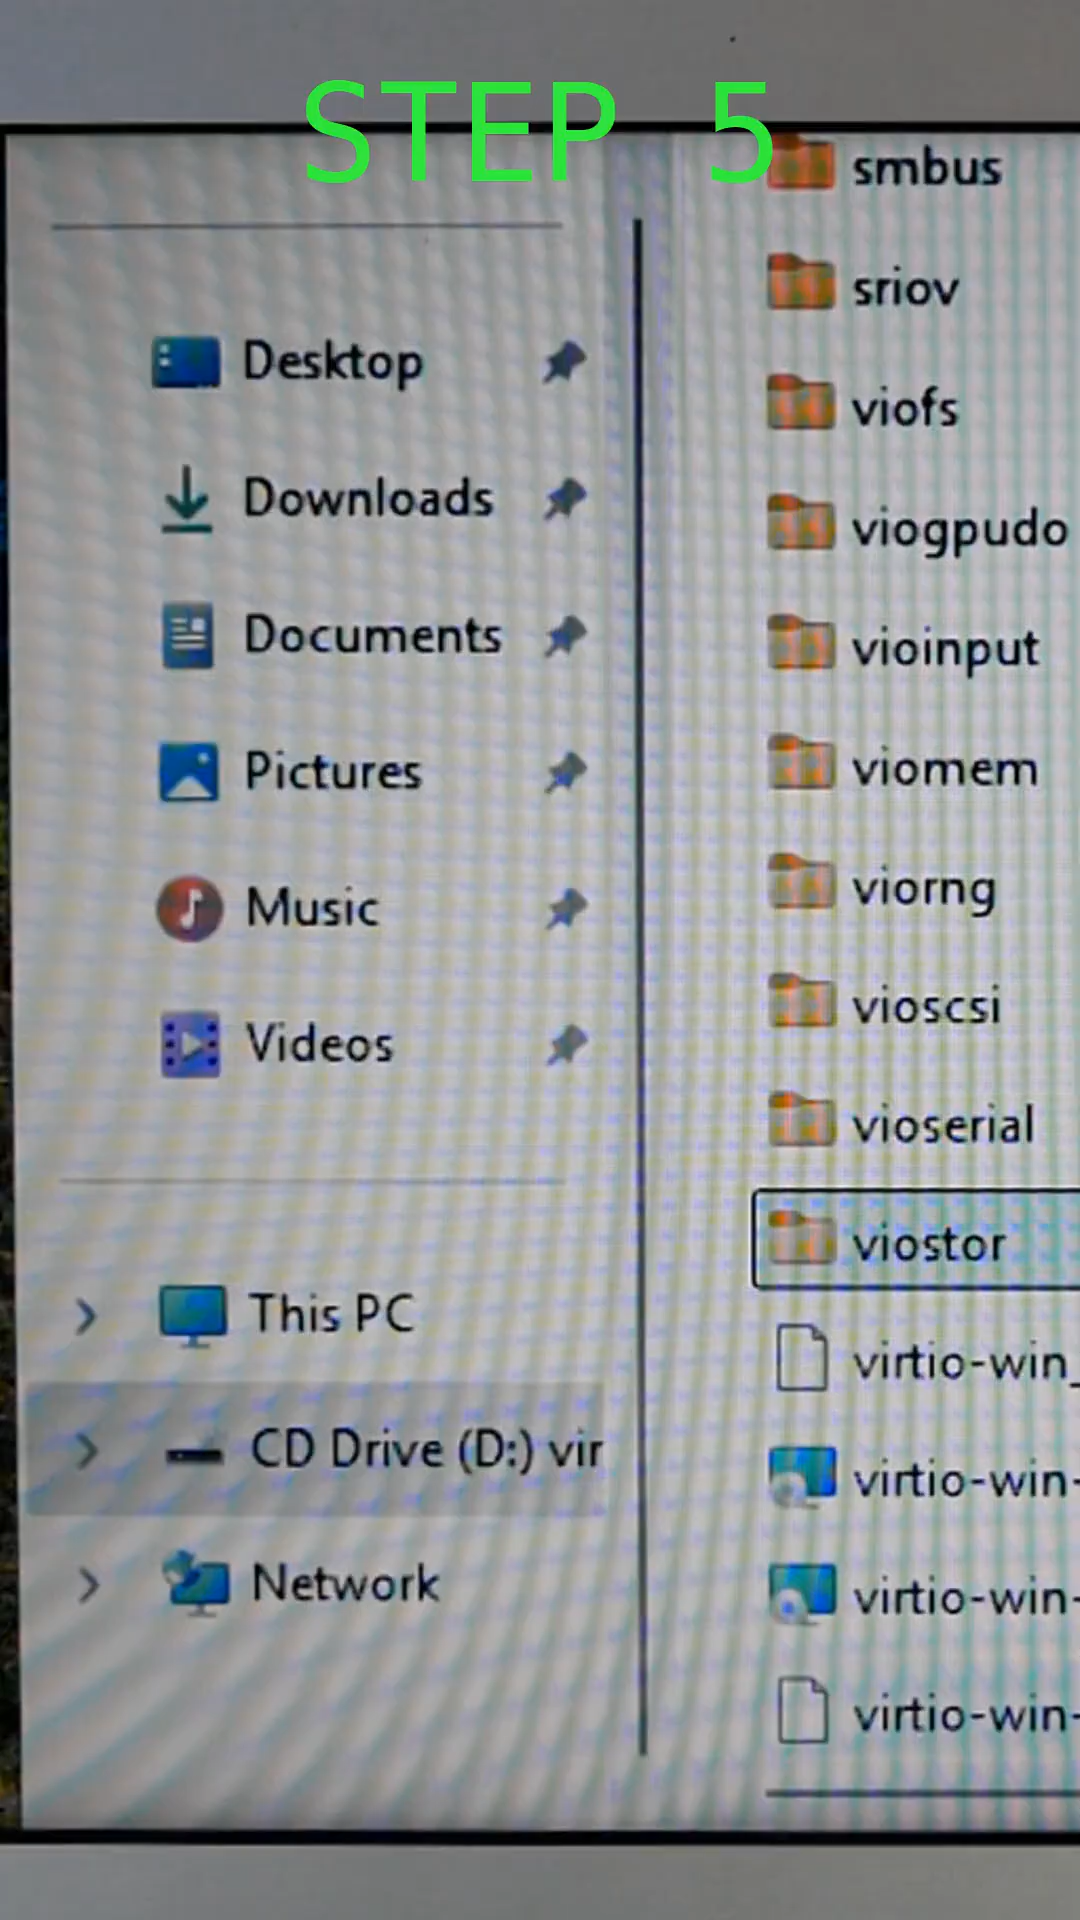 STEP 5
Desktop
Downloads
Documents
Pictures
Music
Videos
This PC
CD Drive (D:) vir
Network
smbus
sriov
viofs
viogpudo
vioinput
viomem
viorng
vioscsi
vioserial
viostor
virtio-win_
virtio-win-
virtio-win-
virtio-win-